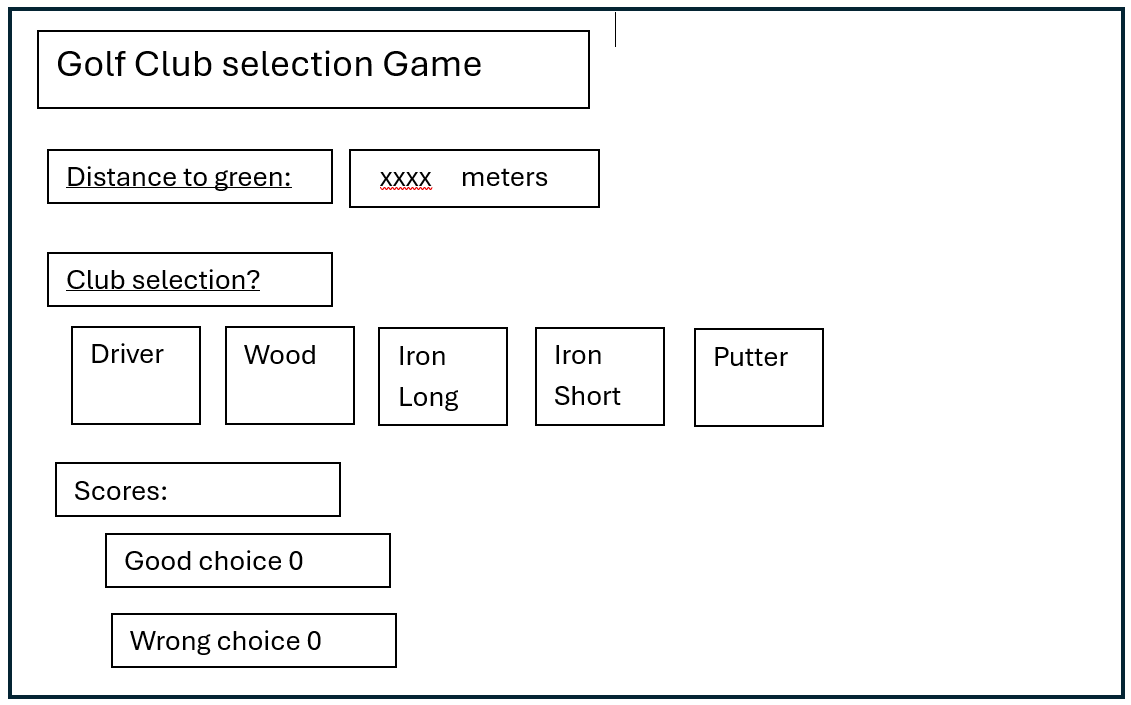 Golf Club selection Game
Distance to green:
xxxx meters
Club selection?
Driver
Wood
Iron
Long
Iron
Short
Putter
Scores:
Good choice 0
Wrong choice 0